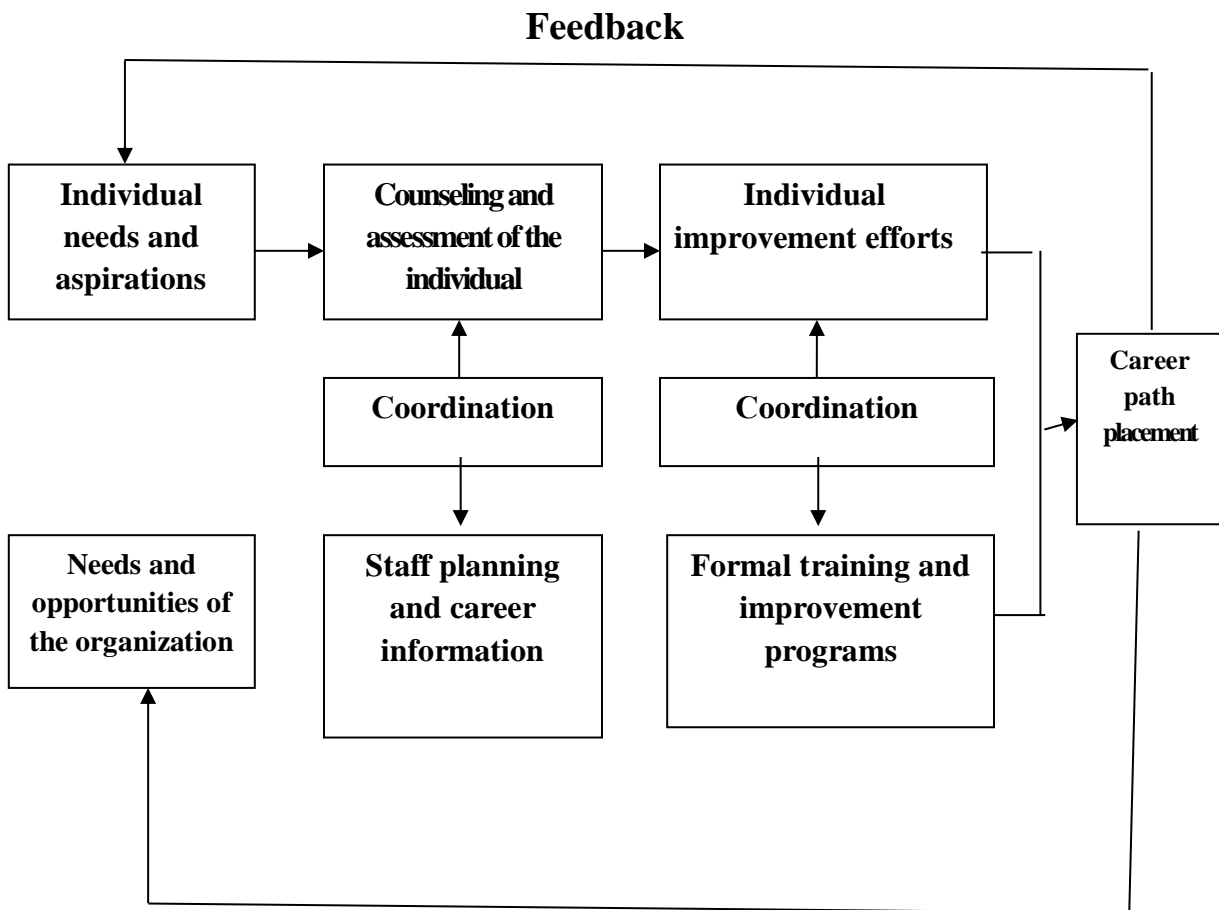 Feedback
Individual
needs and
aspirations
Counseling and
assessment of the
individual
Individual
improvement efforts
Career
path
placement
Coordination
Coordination
Needs and
opportunities of
the organization
Staff planning
and career
information
Formal training and
improvement
programs